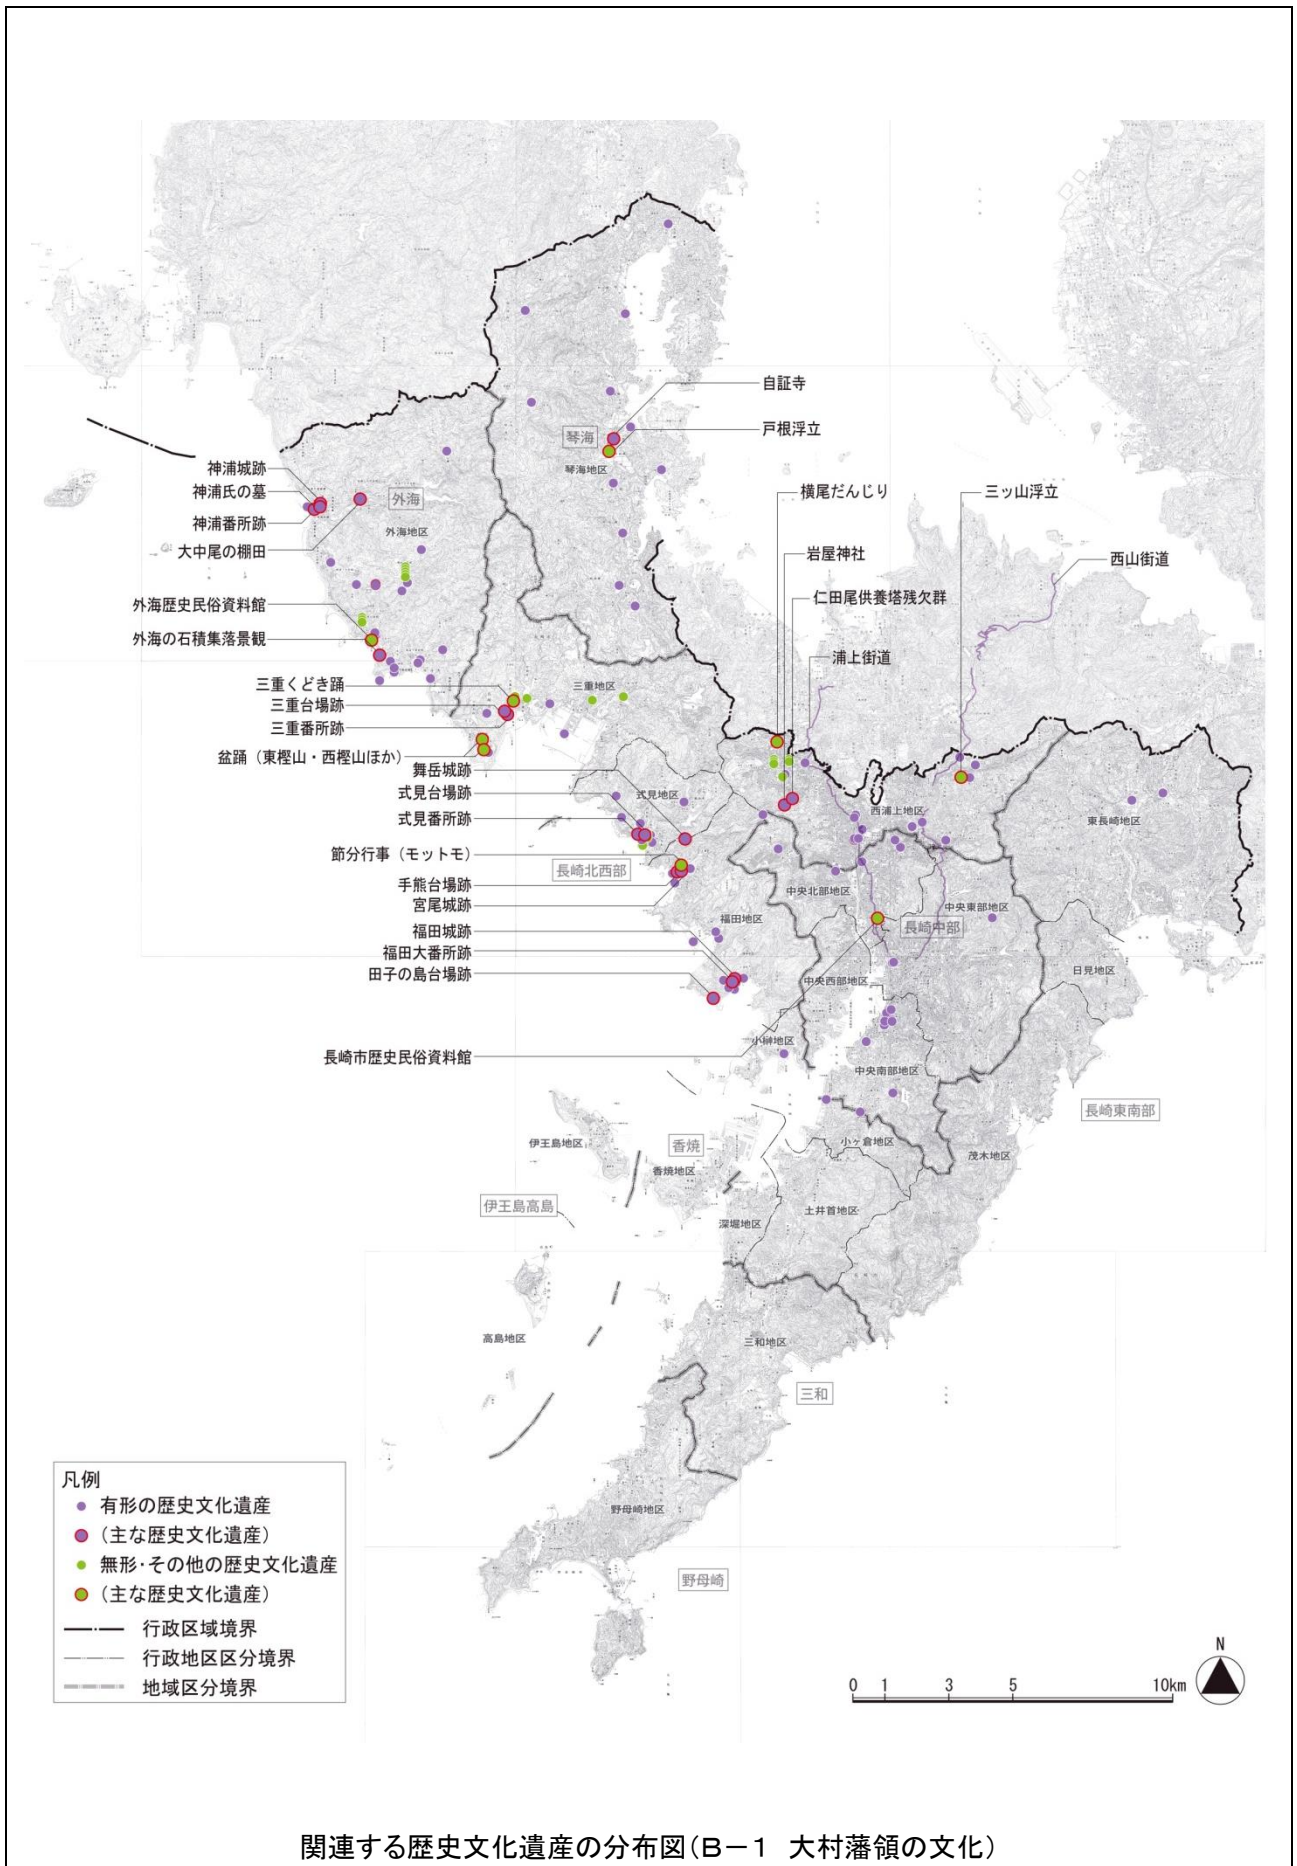 自証寺
琴海
戸根浮立
琴海地区
神浦城跡
神浦氏の墓
神浦番所跡
大中尾の棚田
外海
外海地区
横尾だんじり
三ッ山浮立
岩屋神社
西山街道
仁田尾供養塔残欠群
外海歴史民俗資料館
外海の石積集落景観
浦上街道
三重くどき踊
三重地区
三重台場跡
三重番所跡
盆踊（東樫山・西樫山ほか）
舞岳城跡
式見台場跡
式見地区
式見番所跡
西浦上地区
東長崎地区
節分行事（モットモ）
長崎北西部
手熊台場跡
宮尾城跡
中央北部地区
中央東部地区
福田地区
長崎中部
福田城跡
福田大番所跡
田子の島台場跡
中央西部地区
日見地区
小榊地区
長崎市歴史民俗資料館
中央南部地区
長崎東南部
伊王島地区
香焼
小ヶ倉地区
茂木地区
香焼地区
伊王島高島
深堀地区
土井首地区
高島地区
三和地区
三和
野母崎地区
野母崎
凡例
有形の歴史文化遺産
（主な歴史文化遺産）
無形・その他の歴史文化遺産
（主な歴史文化遺産）
行政区域境界
行政地区区分境界
地域区分境界
N
0 1 3 5 10km
関連する歴史文化遺産の分布図（Ｂ－１　大村藩領の文化）